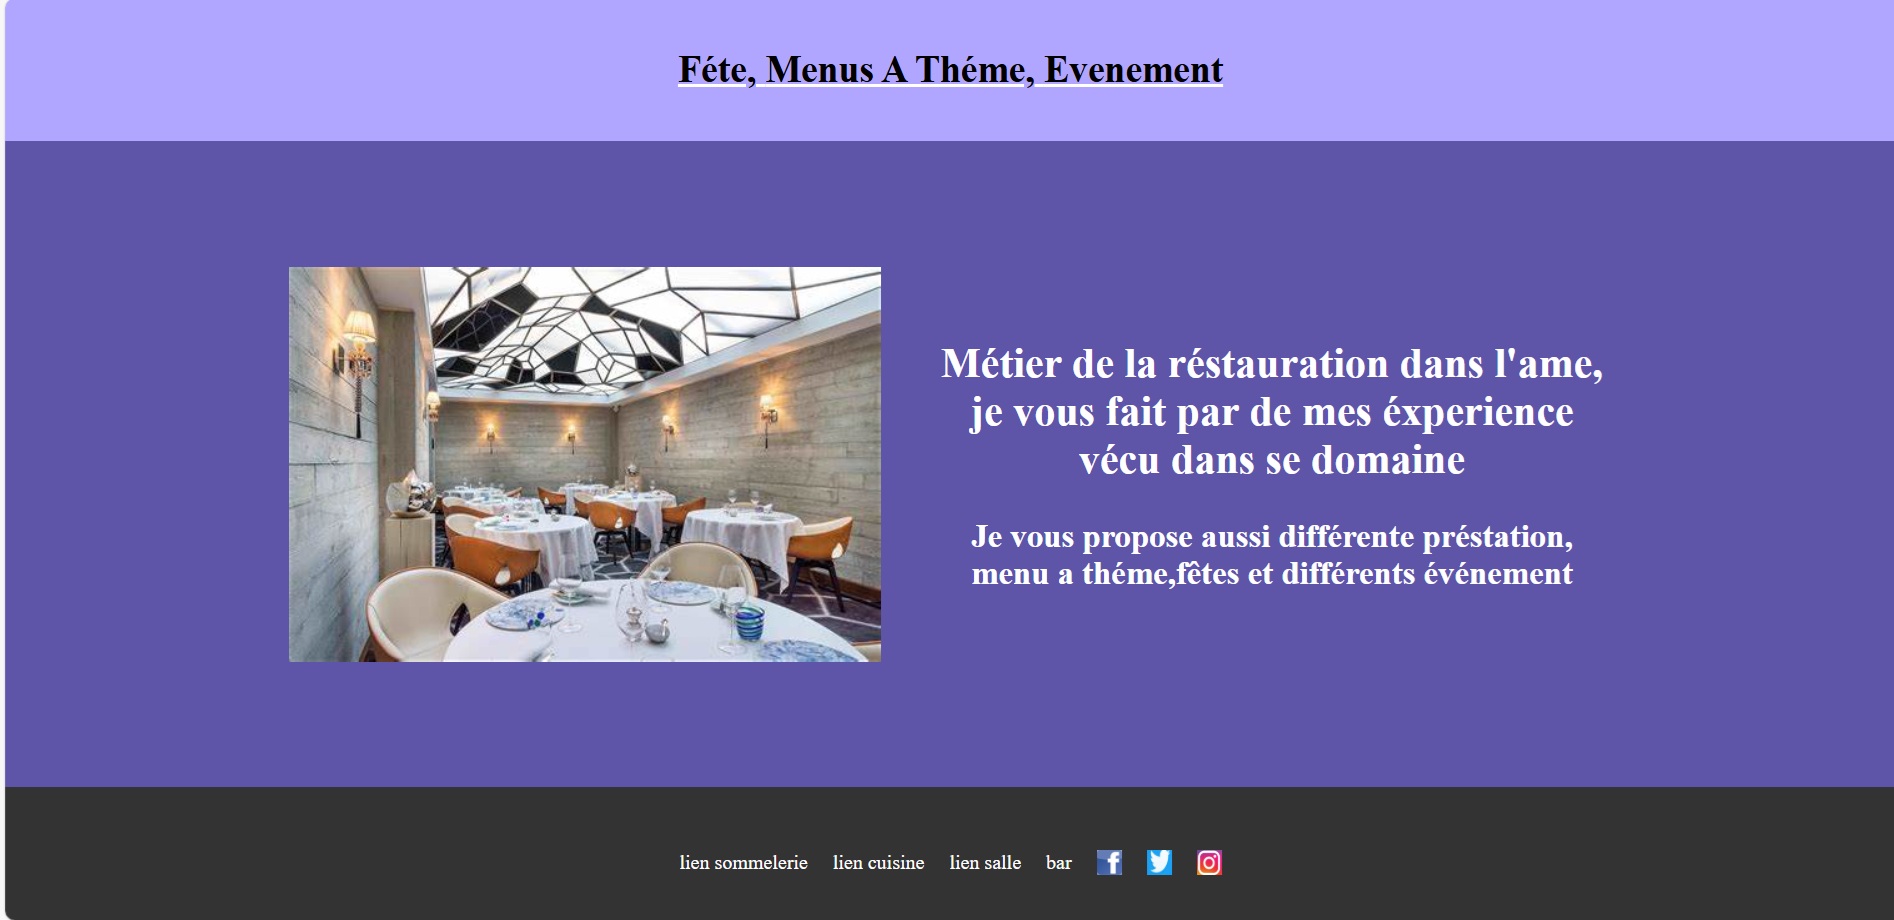 Féte, Menus A Théme, Evenement
Métier de la réstauration dans l'ame,
je vous fait par de mes éxperience
vécu dans se domaine
Je vous propose aussi différente préstation,
menu a théme,fêtes et différents événement
lien sommelerie lien cuisine lien salle bar